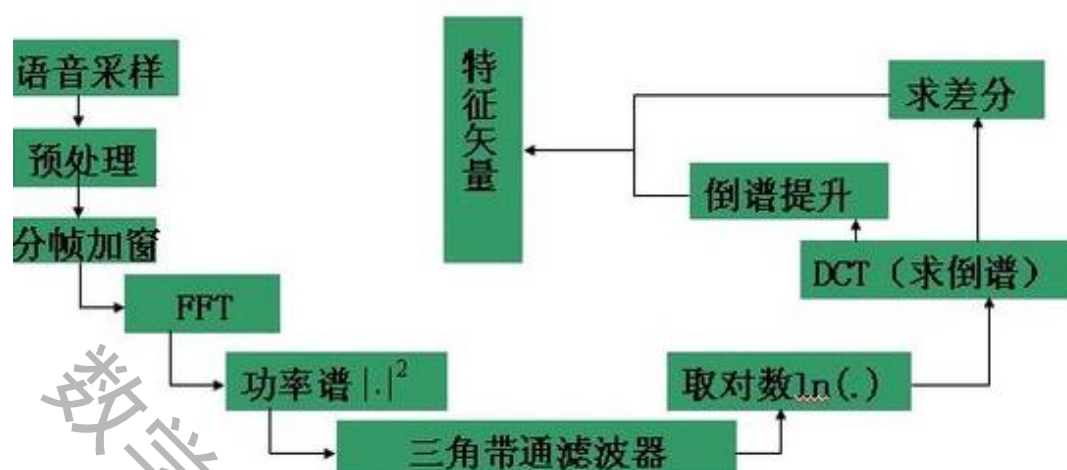 语音采样
预处理
分帧加窗
FFT
功率谱|.|²
三角带通滤波器
取对数ln(.)
DCT（求倒谱）
倒谱提升
求差分
特征矢量
数学